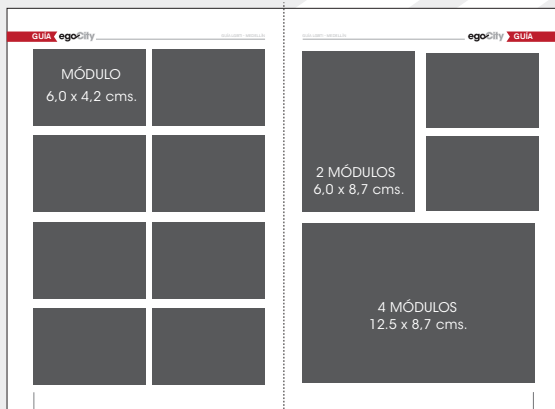 GUÍA egoCity
MÓDULO
6,0 x 4,2 cms.
egoCity GUÍA
2 MÓDULOS
6,0 x 8,7 cms.
4 MÓDULOS
12.5 x 8,7 cms.